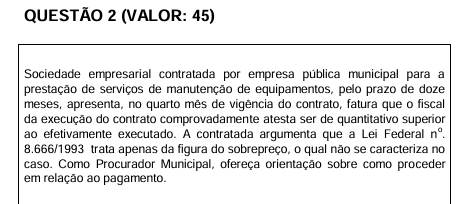 QUESTÃO 2 (VALOR: 45)
Sociedade empresarial contratada por empresa pública municipal para a
prestação de serviços de manutenção de equipamentos, pelo prazo de doze
meses, apresenta, no quarto mês de vigência do contrato, fatura que o fiscal
da execução do contrato comprovadamente atesta ser de quantitativo superior
ao efetivamente executado. A contratada argumenta que a Lei Federal nº.
8.666/1993 trata apenas da figura do sobrepreço, o qual não se caracteriza no
caso. Como Procurador Municipal, ofereça orientação sobre como proceder
em relação ao pagamento.